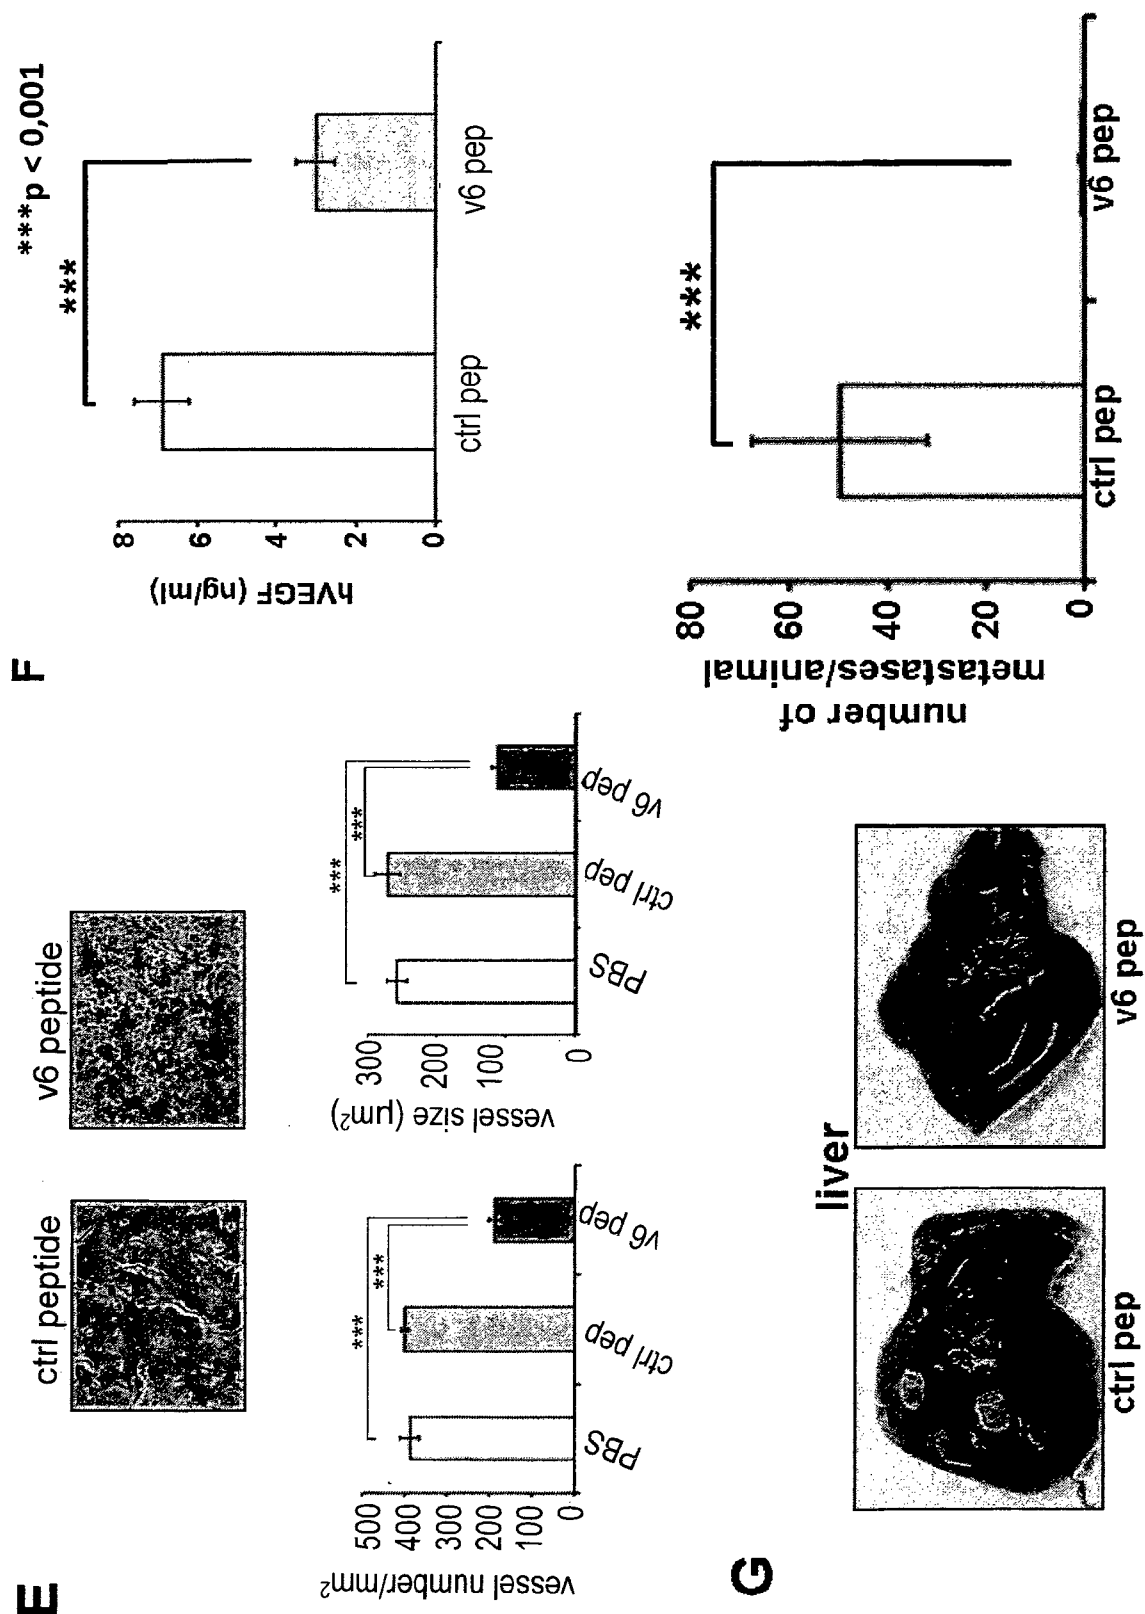 E
ctrl peptide
v6 peptide
vessel number/mm²
500
400
300
200
100
0
***
***
PBS
ctrl pep
v6 pep
vessel size (µm²)
300
200
100
0
***
***
PBS
ctrl pep
v6 pep
F
***p < 0,001
hVEGF (ng/ml)
8
6
4
2
0
***
ctrl pep
v6 pep
G
liver
ctrl pep
v6 pep
number of
metastases/animal
80
60
40
20
0
***
ctrl pep
v6 pep